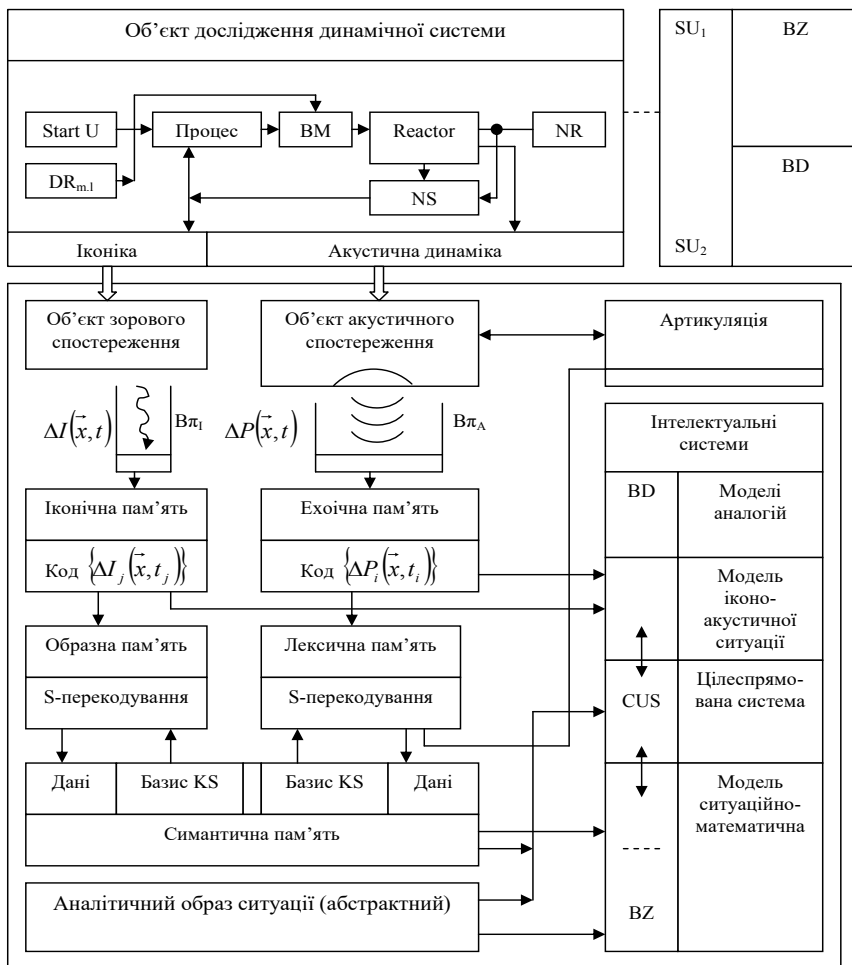 Об’єкт дослідження динамічної системи
SU1
BZ
Start U
Процес
BM
Reactor
NR
DRm.1
NS
BD
SU2
Іконіка
Акустична динаміка
Об’єкт зорового
спостереження
Об’єкт акустичного
спостереження
Артикуляція
ΔI(x⃗, t)
BπI
ΔP(x⃗, t)
BπA
Інтелектуальні
системи
BD
Моделі
аналогій
Іконічна пам’ять
Ехоїчна пам’ять
Код {ΔIj(x⃗, tj)}
Код {ΔPi(x⃗, ti)}
Модель
іконо-
акустичної
ситуації
Образна пам’ять
Лексична пам’ять
S-перекодування
S-перекодування
CUS
Цілеспрямо-
вана система
Дані
Базис KS
Базис KS
Дані
Симантична пам’ять
Модель
ситуаційно-
математична
Аналітичний образ ситуації (абстрактний)
BZ